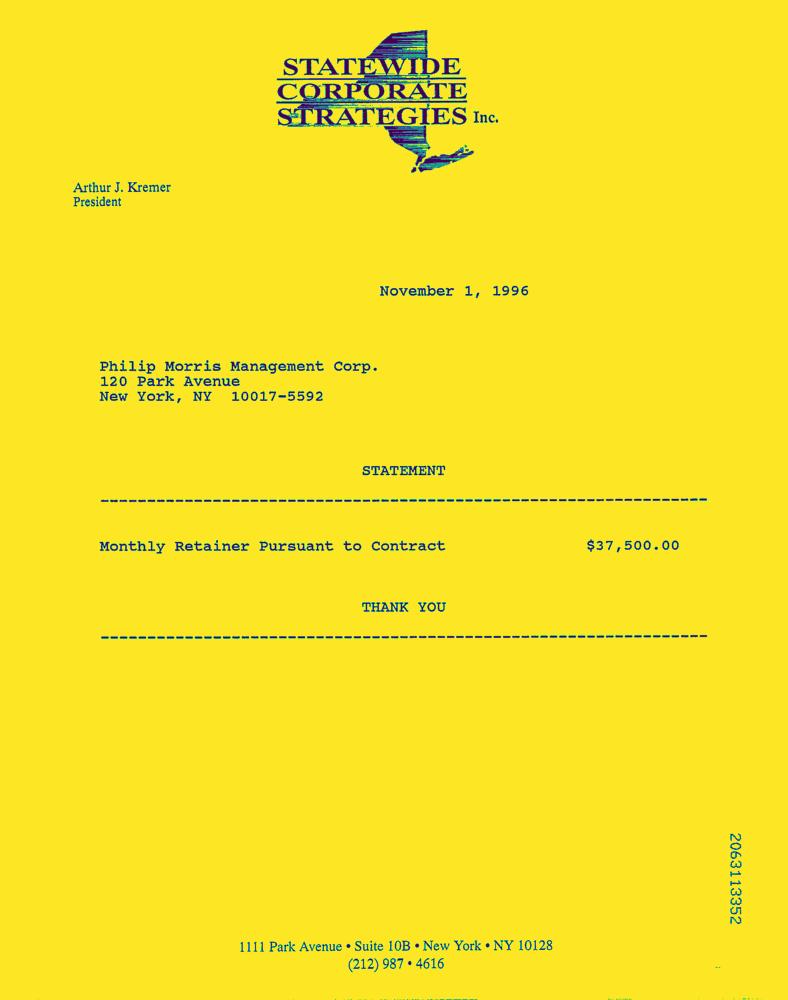 STATEWIDE
CORPORATE
STRATEGIES Inc.
Arthur J. Kremer
President
November 1, 1996
Philip Morris Management Corp.
120 Park Avenue
New York, NY 10017-5592
STATEMENT
Monthly Retainer Pursuant to Contract $37,500.00
THANK YOU
2063113352
1111 Park Avenue • Suite 10B • New York • NY 10128
(212) 987 • 4616